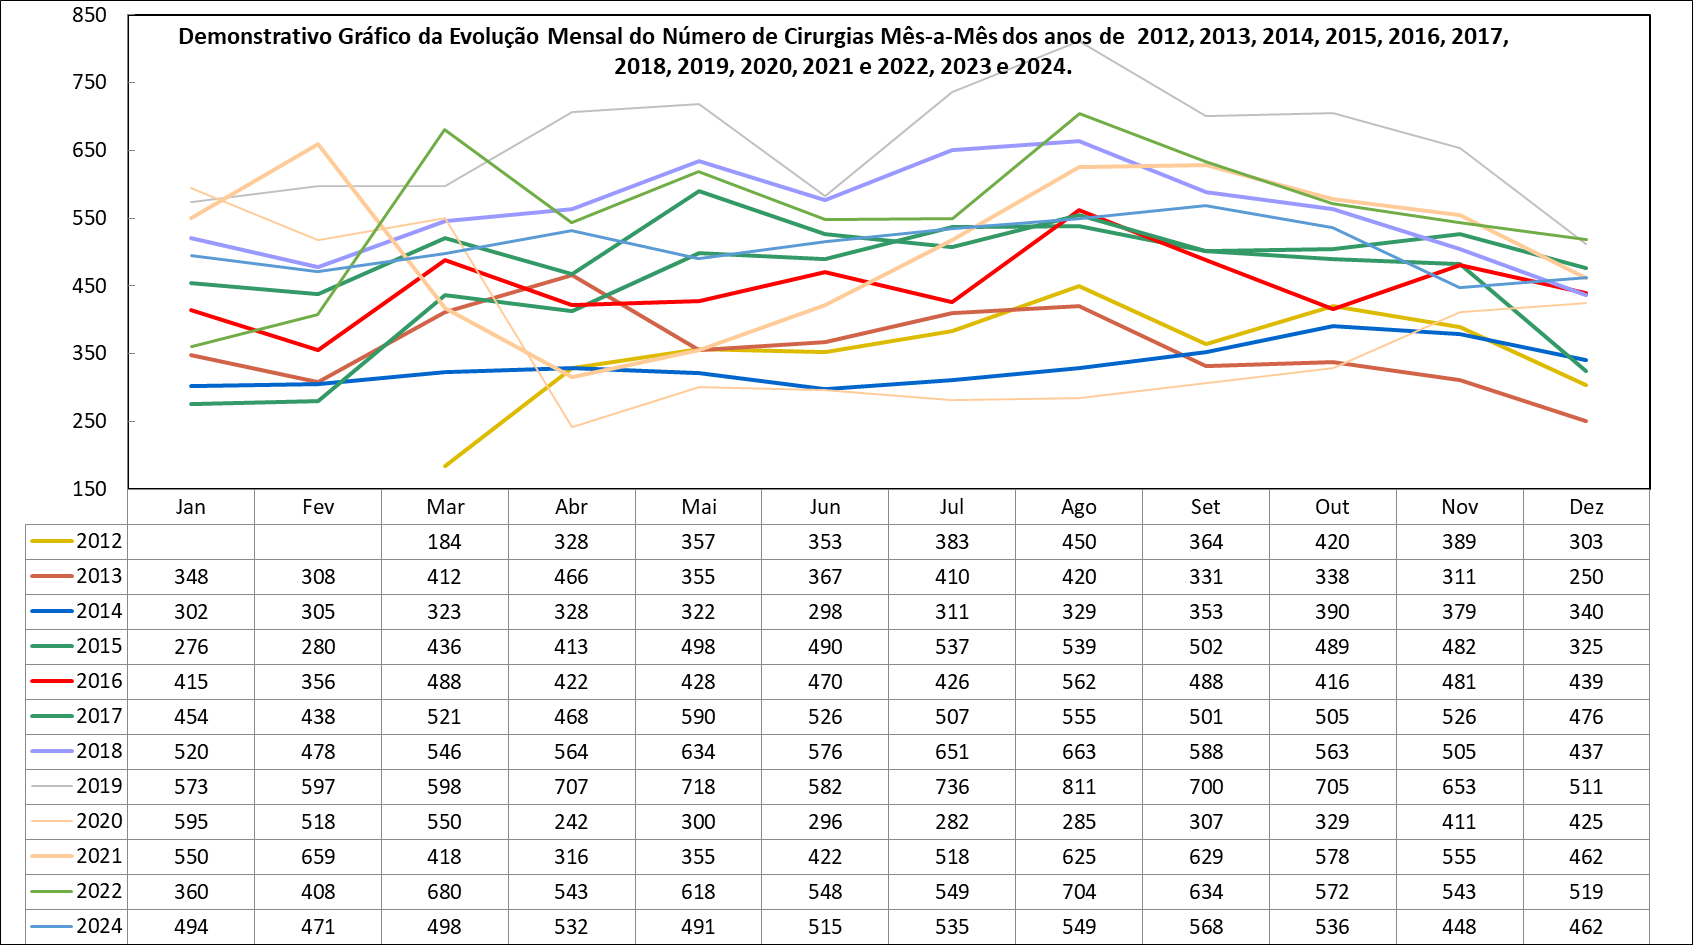 Demonstrativo Gráfico da Evolução Mensal do Número de Cirurgias Mês-a-Mês dos anos de 2012, 2013, 2014, 2015, 2016, 2017,
2018, 2019, 2020, 2021 e 2022, 2023 e 2024.
850
750
650
550
450
350
250
150
Jan Fev Mar Abr Mai Jun Jul Ago Set Out Nov Dez
2012 184 328 357 353 383 450 364 420 389 303
2013 348 308 412 466 355 367 410 420 331 338 311 250
2014 302 305 323 328 322 298 311 329 353 390 379 340
2015 276 280 436 413 498 490 537 539 502 489 482 325
2016 415 356 488 422 428 470 426 562 488 416 481 439
2017 454 438 521 468 590 526 507 555 501 505 526 476
2018 520 478 546 564 634 576 651 663 588 563 505 437
2019 573 597 598 707 718 582 736 811 700 705 653 511
2020 595 518 550 242 300 296 282 285 307 329 411 425
2021 550 659 418 316 355 422 518 625 629 578 555 462
2022 360 408 680 543 618 548 549 704 634 572 543 519
2024 494 471 498 532 491 515 535 549 568 536 448 462